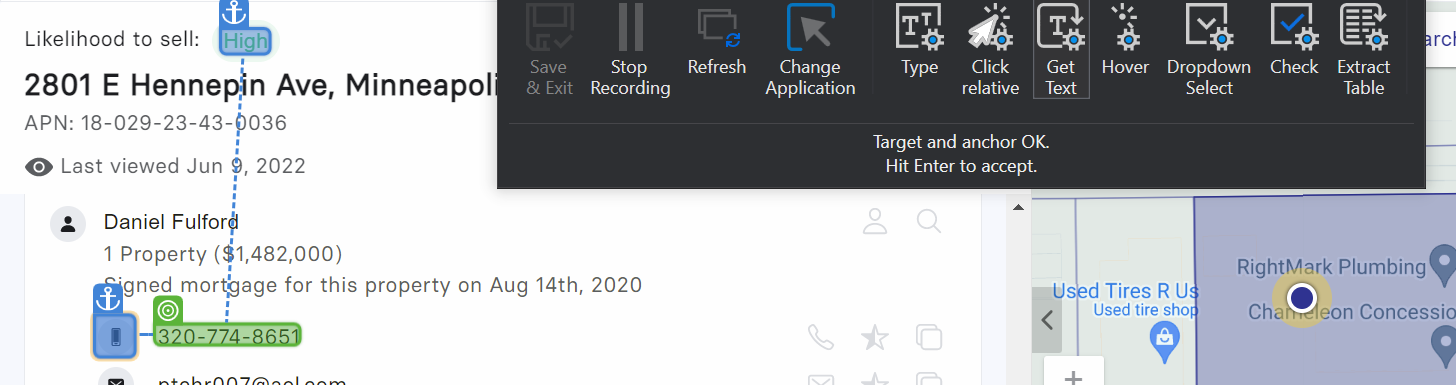 Likelihood to sell: High
2801 E Hennepin Ave, Minneapoli
APN: 18-029-23-43-0036
Last viewed Jun 9, 2022
Daniel Fulford
1 Property ($1,482,000)
Signed mortgage for this property on Aug 14th, 2020
320-774-8651
ptchr007@aol.com
Save & Exit
Stop Recording
Refresh
Change Application
Type
Click relative
Get Text
Hover
Dropdown Select
Check
Extract Table
Target and anchor OK.
Hit Enter to accept.
arch
RightMark Plumbing
Used Tires R Us
Used tire shop
Chameleon Concessio